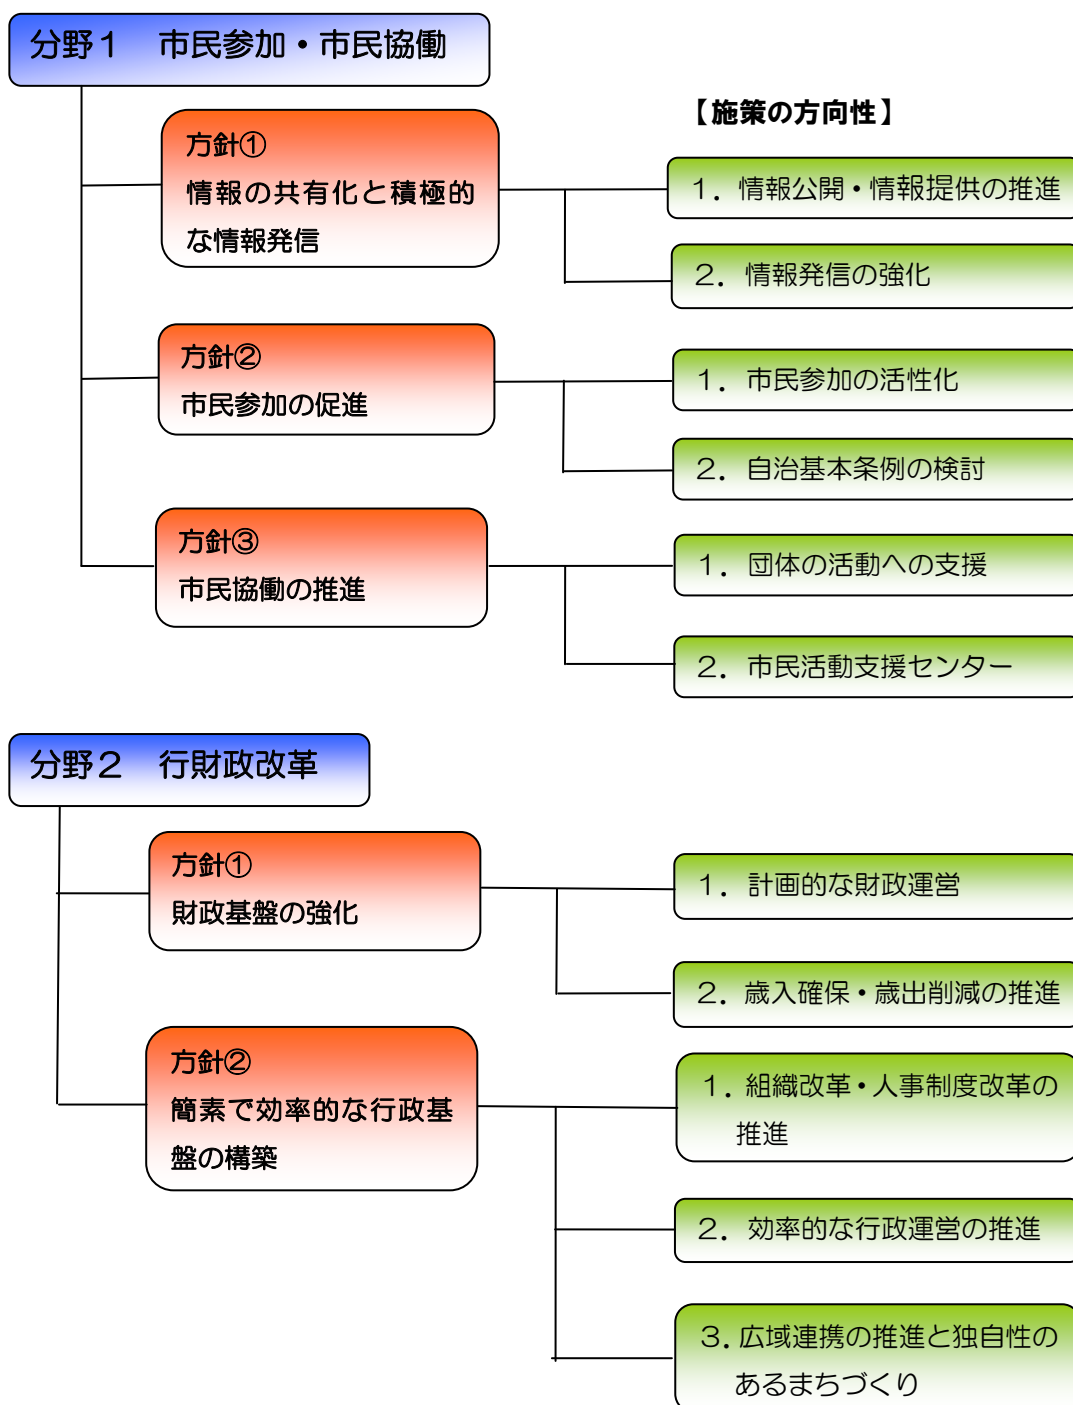 分野１　市民参加・市民協働
【施策の方向性】
方針①
情報の共有化と積極的
な情報発信
１．情報公開・情報提供の推進
２．情報発信の強化
方針②
市民参加の促進
１．市民参加の活性化
２．自治基本条例の検討
方針③
市民協働の推進
１．団体の活動への支援
２．市民活動支援センター
分野２　行財政改革
方針①
財政基盤の強化
１．計画的な財政運営
２．歳入確保・歳出削減の推進
方針②
簡素で効率的な行政基
盤の構築
１．組織改革・人事制度改革の
推進
２．効率的な行政運営の推進
３．広域連携の推進と独自性の
あるまちづくり